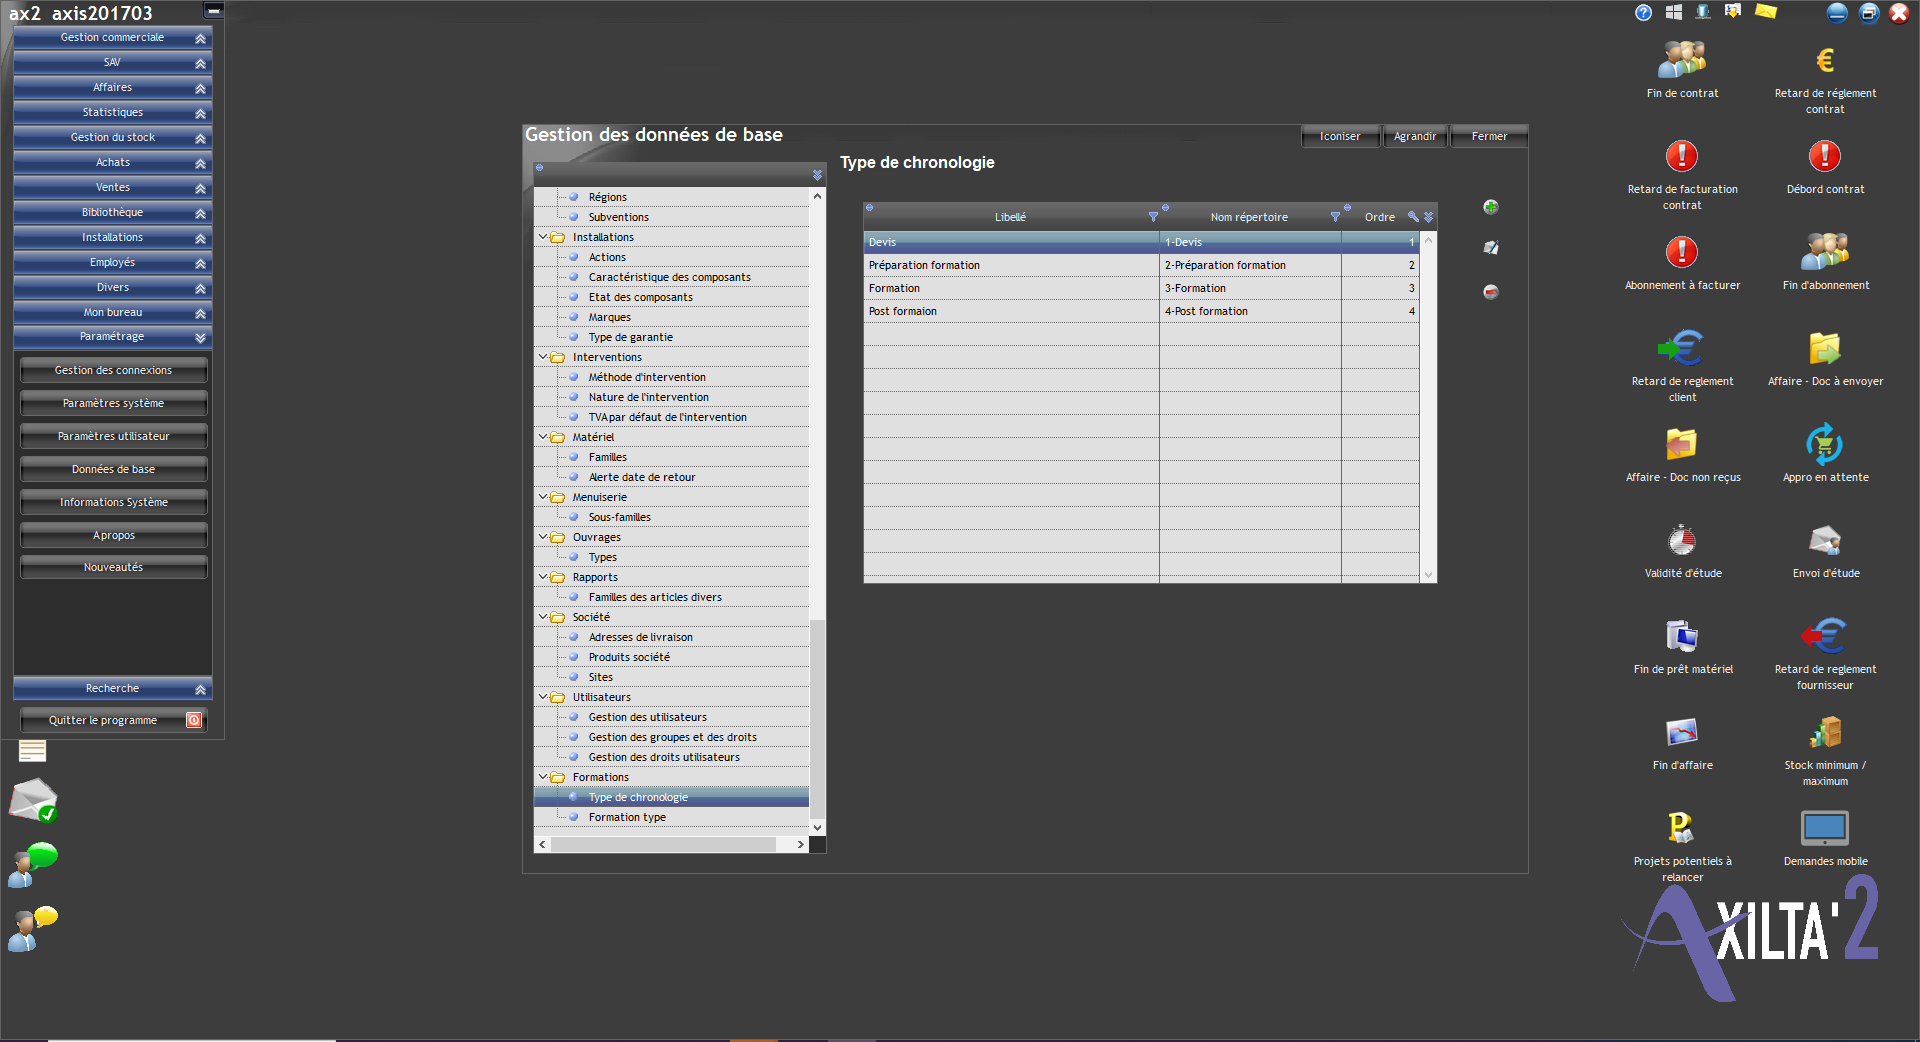 ax2  axis201703
Gestion commerciale
SAV
Affaires
Statistiques
Gestion du stock
Achats
Ventes
Bibliothèque
Installations
Employés
Divers
Mon bureau
Paramétrage
Gestion des connexions
Paramètres système
Paramètres utilisateur
Données de base
Informations Système
A propos
Nouveautés
Recherche
Quitter le programme
Gestion des données de base
Iconiser
Agrandir
Fermer
Régions
Subventions
Installations
Actions
Caractéristique des composants
Etat des composants
Marques
Type de garantie
Interventions
Méthode d'intervention
Nature de l'intervention
TVA par défaut de l'intervention
Matériel
Familles
Alerte date de retour
Menuiserie
Sous-familles
Ouvrages
Types
Rapports
Familles des articles divers
Société
Adresses de livraison
Produits société
Sites
Utilisateurs
Gestion des utilisateurs
Gestion des groupes et des droits
Gestion des droits utilisateurs
Formations
Type de chronologie
Formation type
Type de chronologie
Libellé Nom répertoire Ordre
Devis 1-Devis 1
Préparation formation 2-Préparation formation 2
Formation 3-Formation 3
Post formaion 4-Post formation 4
Fin de contrat
Retard de réglement
contrat
Retard de facturation
contrat
Débord contrat
Abonnement à facturer
Fin d'abonnement
Retard de reglement
client
Affaire - Doc à envoyer
Affaire - Doc non reçus
Appro en attente
Validité d'étude
Envoi d'étude
Fin de prêt matériel
Retard de reglement
fournisseur
Fin d'affaire
Stock minimum /
maximum
Projets potentiels à
relancer
Demandes mobile
AXILTA'2